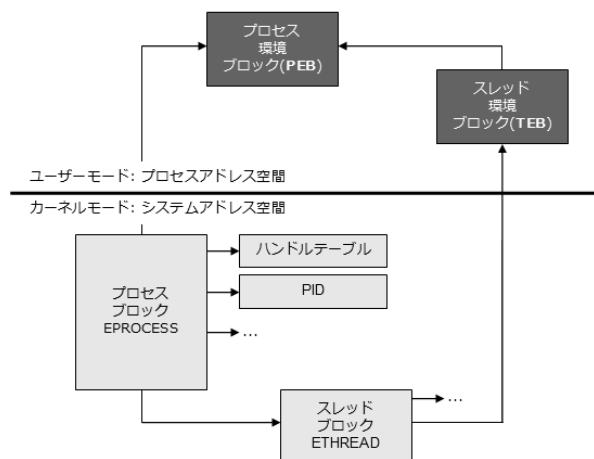 プロセス
環境
ブロック(PEB)
スレッド
環境
ブロック(TEB)
ユーザーモード: プロセスアドレス空間
カーネルモード: システムアドレス空間
ハンドルテーブル
プロセス
ブロック
EPROCESS
PID
...
スレッド
ブロック
ETHREAD
...